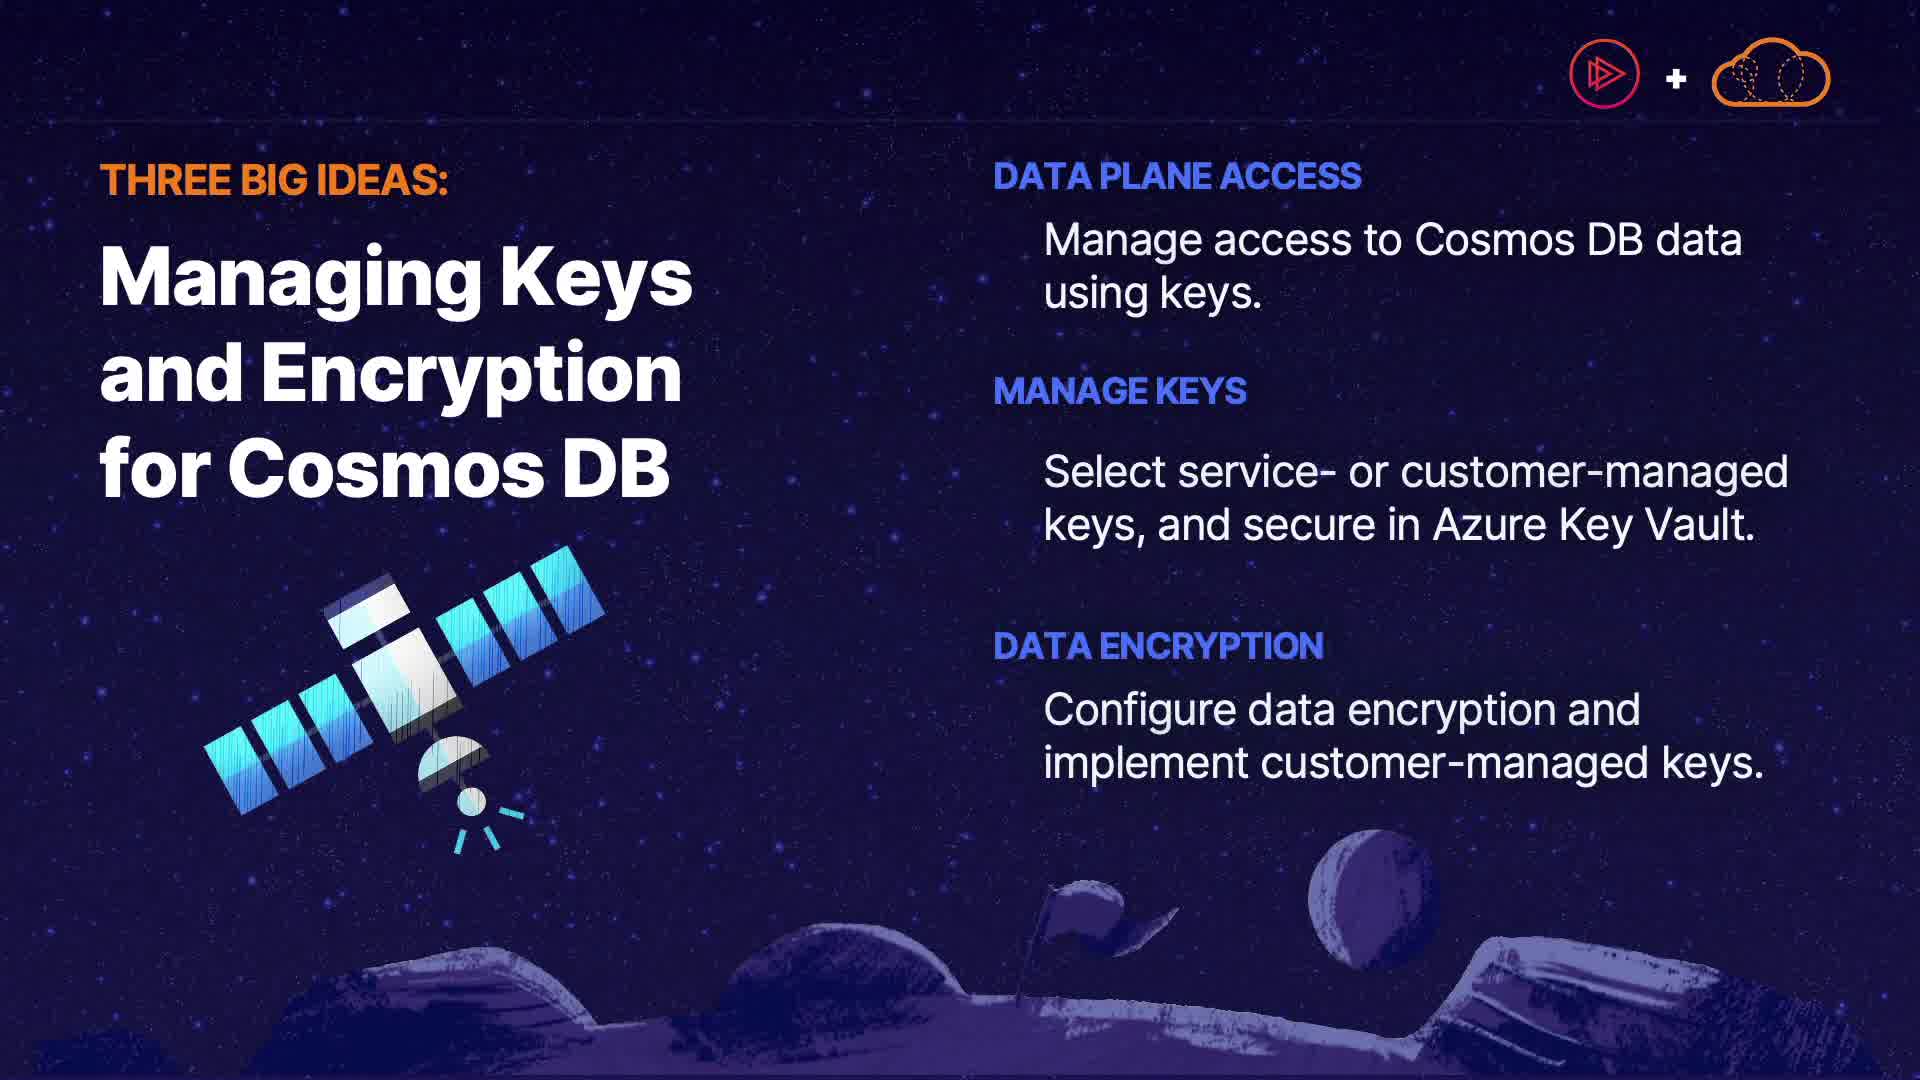 THREE BIG IDEAS:
Managing Keys
and Encryption
for Cosmos DB
+
DATA PLANE ACCESS
Manage access to Cosmos DB data
using keys.
MANAGE KEYS
Select service- or customer-managed
keys, and secure in Azure Key Vault.
DATA ENCRYPTION
Configure data encryption and
implement customer-managed keys.